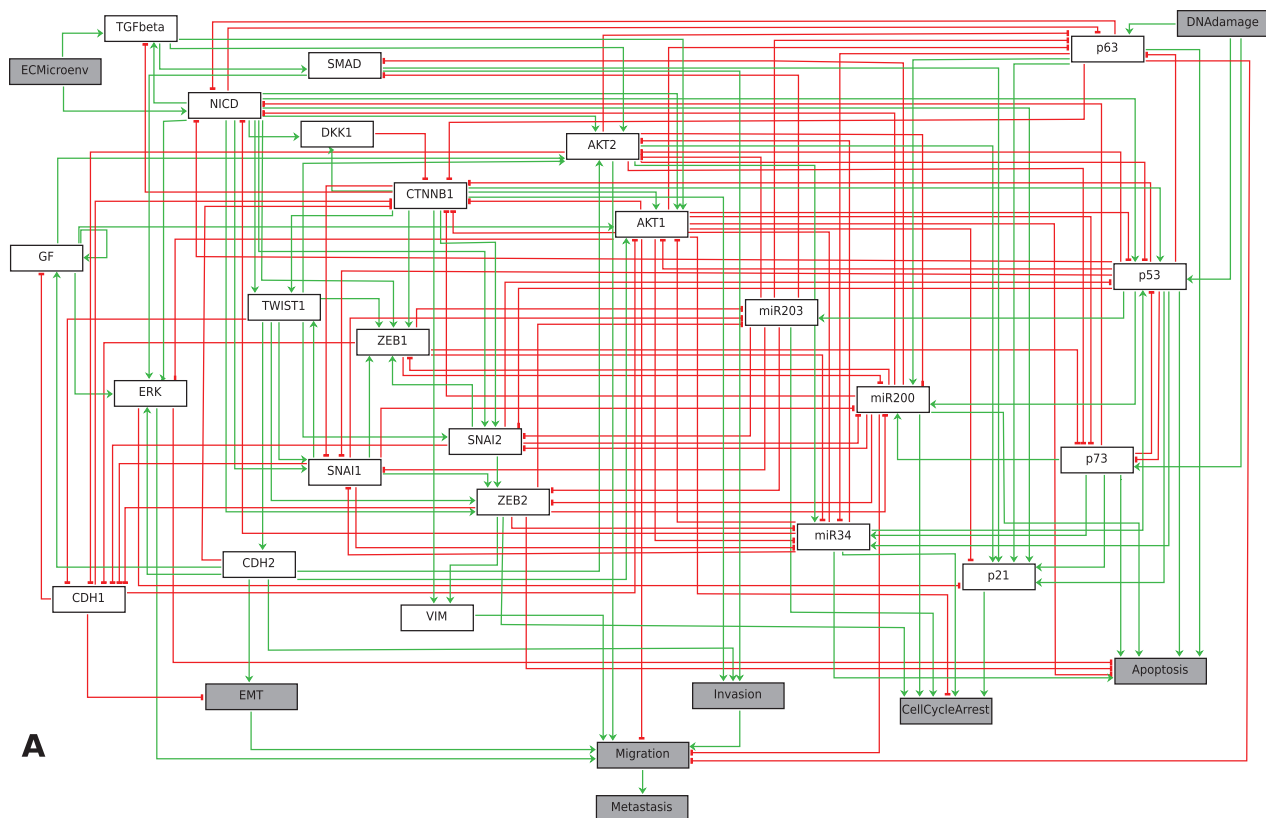 TGFbeta
DNAdamage
p63
ECMicroenv
SMAD
NICD
DKK1
AKT2
CTNNB1
AKT1
GF
p53
TWIST1
miR203
ZEB1
ERK
miR200
SNAI2
p73
SNAI1
ZEB2
miR34
CDH2
p21
CDH1
VIM
Apoptosis
EMT
Invasion
CellCycleArrest
A
Migration
Metastasis